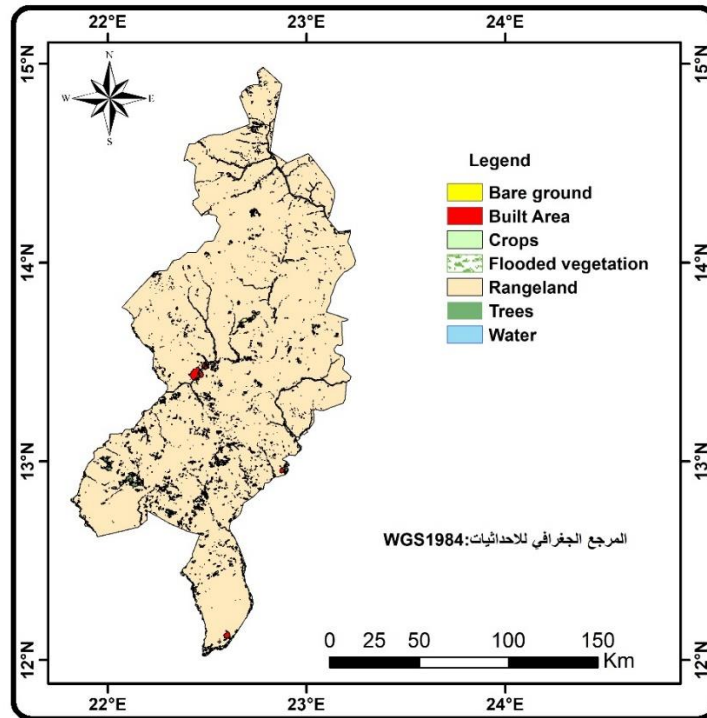 22°E 23°E 24°E
15°N 15°N
N
W E
S
Legend
Bare ground
Built Area
Crops
Flooded vegetation
Rangeland
Trees
Water
14°N 14°N
13°N 13°N
المرجع الجغرافي للاحداثيات:WGS1984
0 25 50 100 150
Km
12°N 12°N
22°E 23°E 24°E